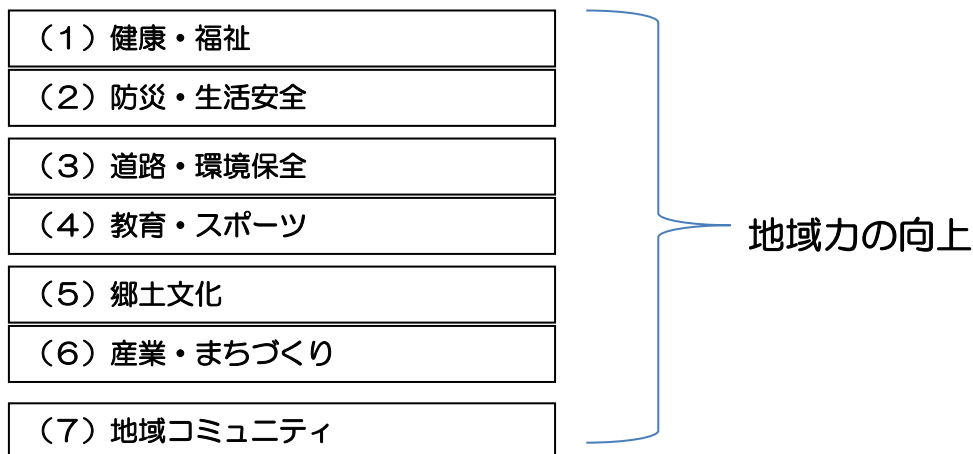 （１）健康・福祉
（２）防災・生活安全
（３）道路・環境保全
（４）教育・スポーツ
（５）郷土文化
（６）産業・まちづくり
（７）地域コミュニティ
地域力の向上